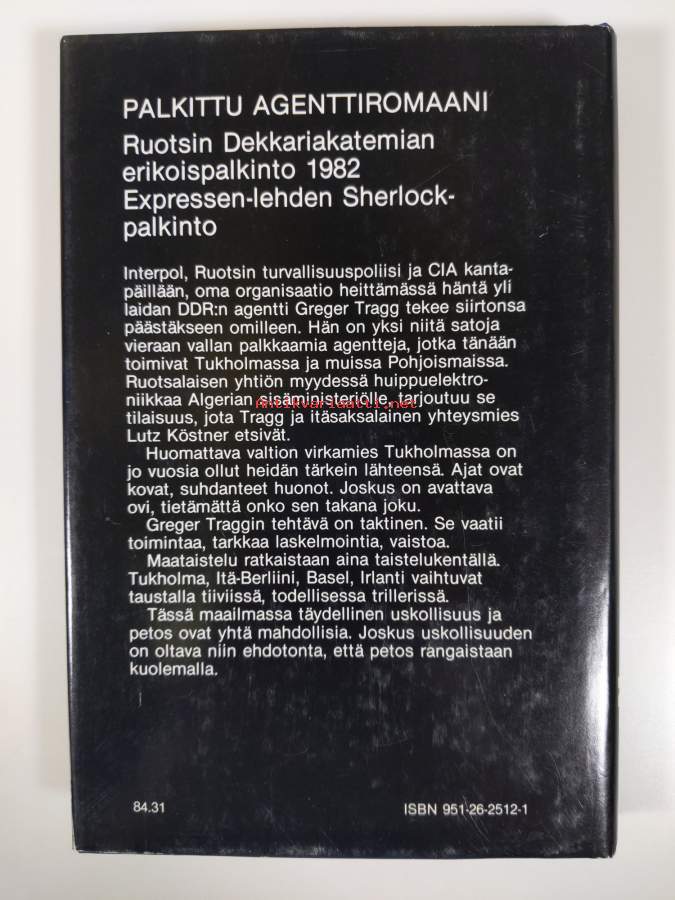 PALKITTU AGENTTIROMAANI
Ruotsin Dekkariakatemian
erikoispalkinto 1982
Expressen-lehden Sherlock-
palkinto
Interpol, Ruotsin turvallisuuspoliisi ja CIA kanta-
päillään, oma organisaatio heittämässä häntä yli
laidan DDR:n agentti Greger Tragg tekee siirtonsa
päästäkseen omilleen. Hän on yksi niitä satoja
vieraan vallan palkkaamia agentteja, jotka tänään
toimivat Tukholmassa ja muissa Pohjoismaissa.
Ruotsalaisen yhtiön myydessä huippuelektro-
niikkaa Algerian sisäministeriölle, tarjoutuu se
antikvariaatti.net
tilaisuus, jota Tragg ja itäsaksalainen yhteysmies
Lutz Köstner etsivät.
Huomattava valtion virkamies Tukholmassa on
jo vuosia ollut heidän tärkein lähteensä. Ajat ovat
kovat, suhdanteet huonot. Joskus on avattava
ovi, tietämättä onko sen takana joku.
Greger Traggin tehtävä on taktinen. Se vaatii
toimintaa, tarkkaa laskelmointia, vaistoa.
Maataistelu ratkaistaan aina taistelukentällä.
Tukholma, Itä-Berliini, Basel, Irlanti vaihtuvat
taustalla tiiviissä, todellisessa trillerissä.
Tässä maailmassa täydellinen uskollisuus ja
petos ovat yhtä mahdollisia. Joskus uskollisuuden
on oltava niin ehdotonta, että petos rangaistaan
kuolemalla.
84.31
ISBN 951-26-2512-1